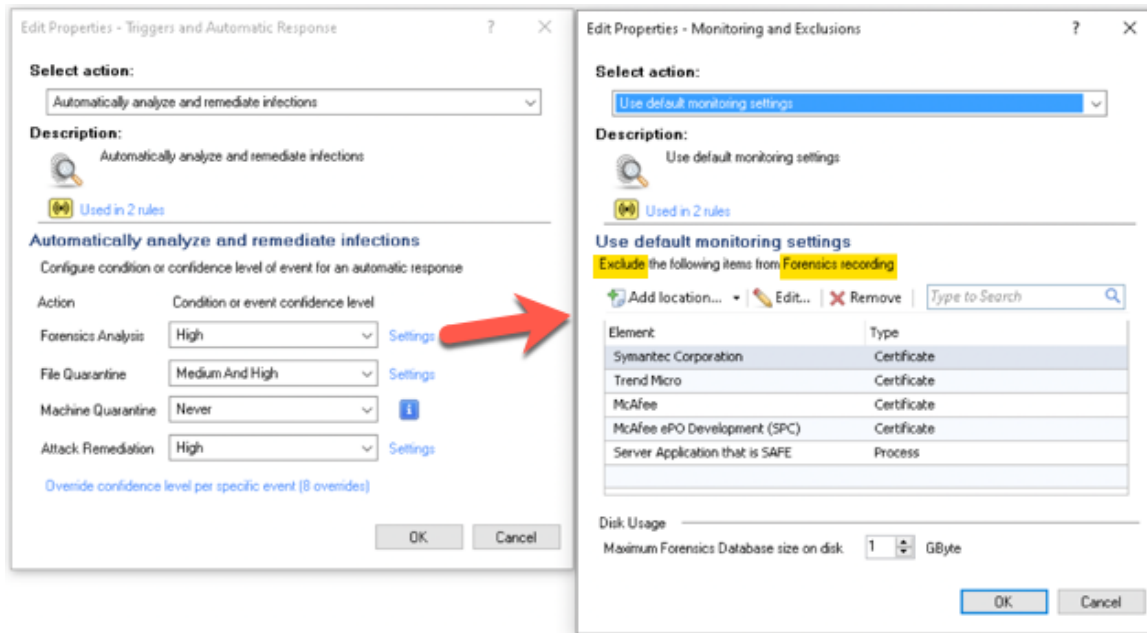 Edit Properties - Triggers and Automatic Response ? X
Select action:
Automatically analyze and remediate infections
Description:
Automatically analyze and remediate infections
Used in 2 rules
Automatically analyze and remediate infections
Configure condition or confidence level of event for an automatic response
Action Condition or event confidence level
Forensics Analysis High Settings
File Quarantine Medium And High Settings
Machine Quarantine Never i
Attack Remediation High Settings
Override confidence level per specific event (8 overrides)
OK Cancel
Edit Properties - Monitoring and Exclusions ? X
Select action:
Use default monitoring settings
Description:
Use default monitoring settings
Used in 2 rules
Use default monitoring settings
Exclude the following items from Forensics recording
Add location... Edit... Remove Type to Search
Element Type
Symantec Corporation Certificate
Trend Micro Certificate
McAfee Certificate
McAfee ePO Development (SPC) Certificate
Server Application that is SAFE Process
Disk Usage
Maximum Forensics Database size on disk 1 GByte
OK Cancel